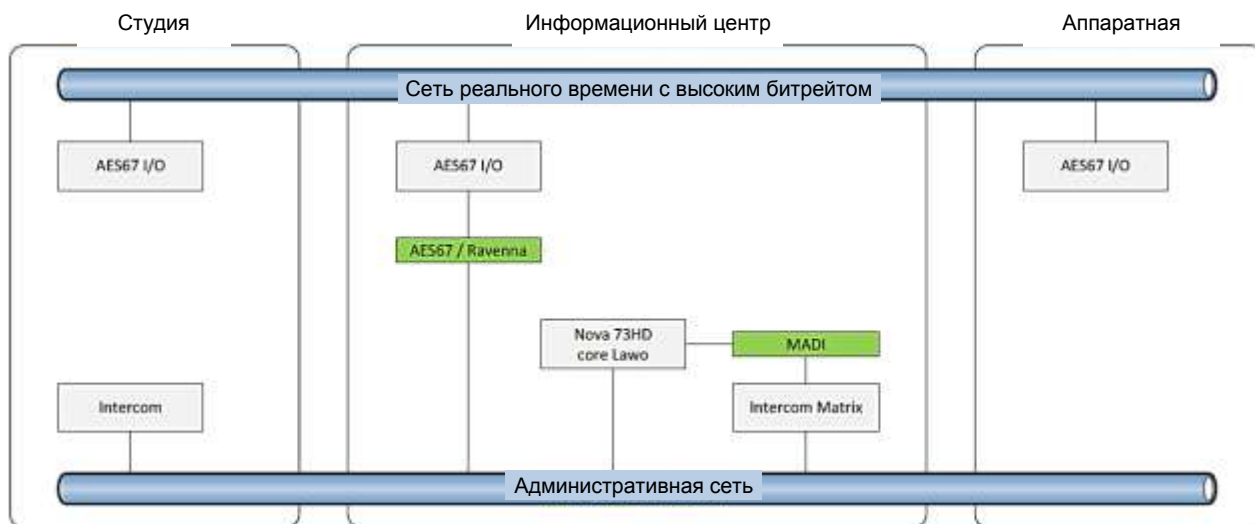 Студия
Информационный центр
Аппаратная
Сеть реального времени с высоким битрейтом
AES67 I/O
AES67 I/O
AES67 I/O
AES67 / Ravenna
Nova 73HD
core Lawo
MADI
Intercom
Intercom Matrix
Административная сеть